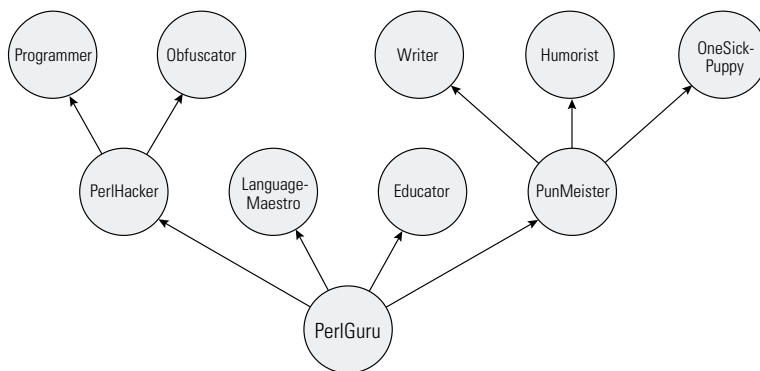 Programmer
Obfuscator
Writer
Humorist
OneSick-
Puppy
PerlHacker
Language-
Maestro
Educator
PunMeister
PerlGuru